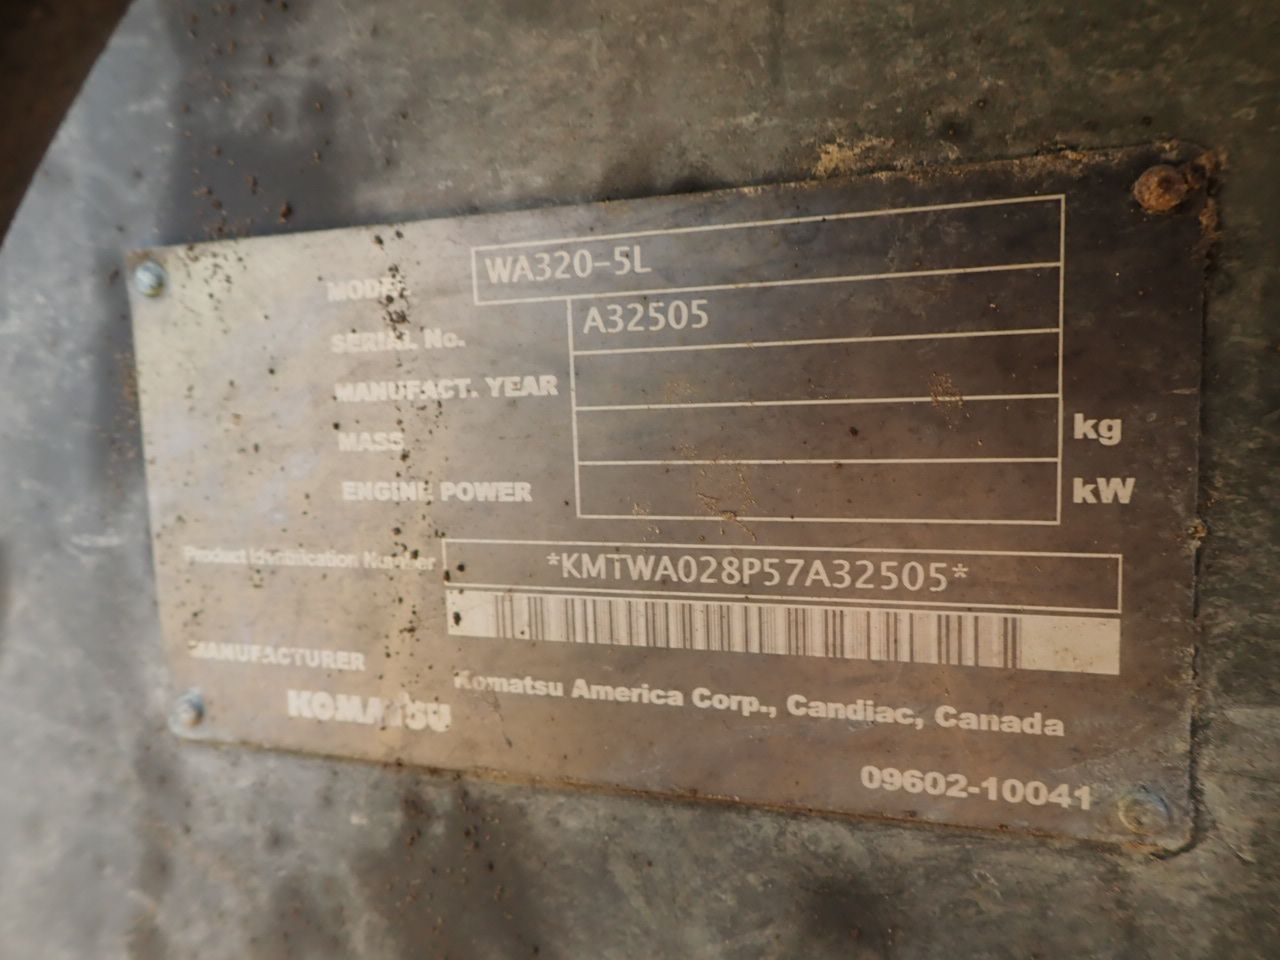 MODEL WA320-5L
SERIAL No. A32505
MANUFACT. YEAR
MASS kg
ENGINE POWER kW
Product Identification Number *KMTWA028P57A32505*
MANUFACTURER
KOMATSU Komatsu America Corp., Candiac, Canada
09602-10041